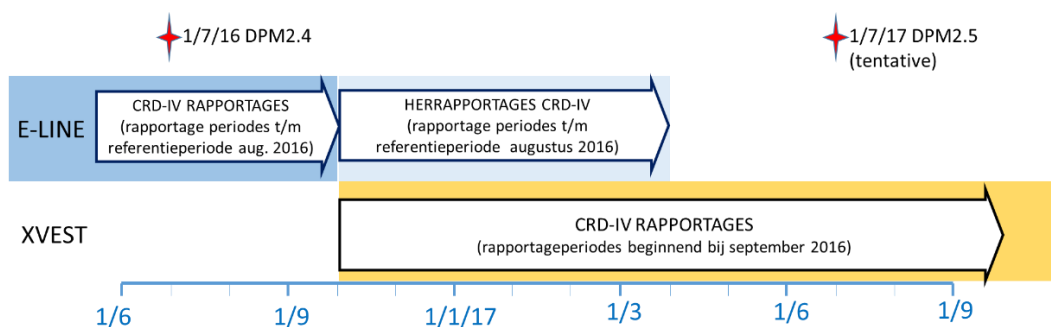 1/7/16 DPM2.4
1/7/17 DPM2.5
(tentative)
E-LINE
CRD-IV RAPPORTAGES
(rapportage periodes t/m
referentieperiode aug. 2016)
HERRAPPORTAGES CRD-IV
(rapportage periodes t/m
referentieperiode augustus 2016)
XVEST
CRD-IV RAPPORTAGES
(rapportageperiodes beginnend bij september 2016)
1/6
1/9
1/1/17
1/3
1/6
1/9